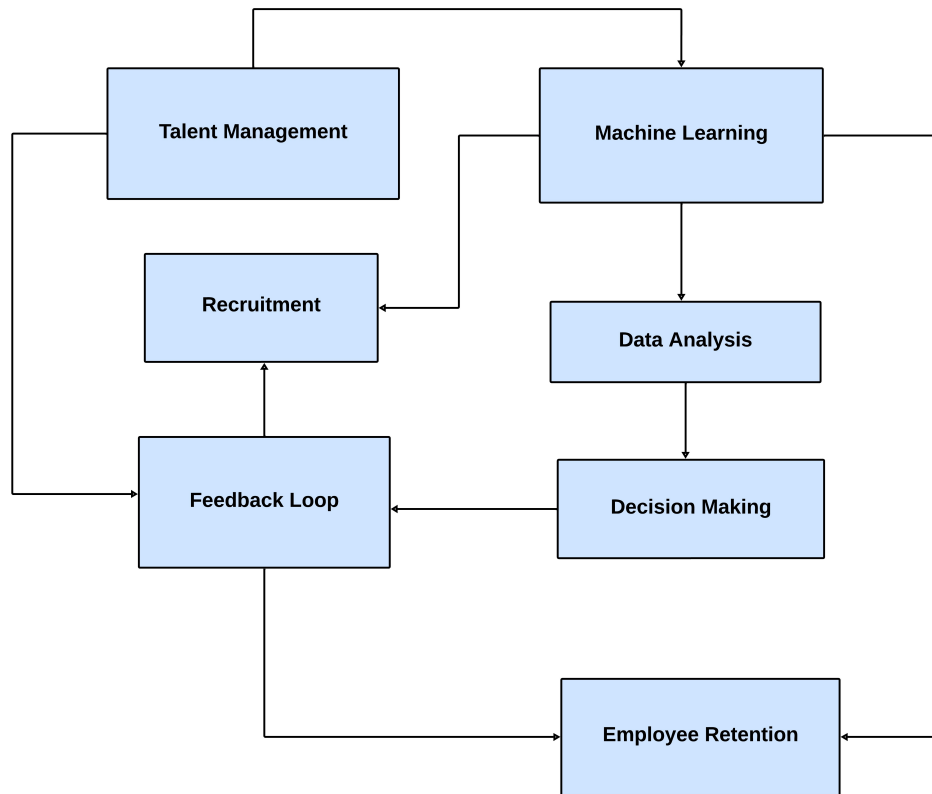 Talent Management
Machine Learning
Recruitment
Data Analysis
Feedback Loop
Decision Making
Employee Retention